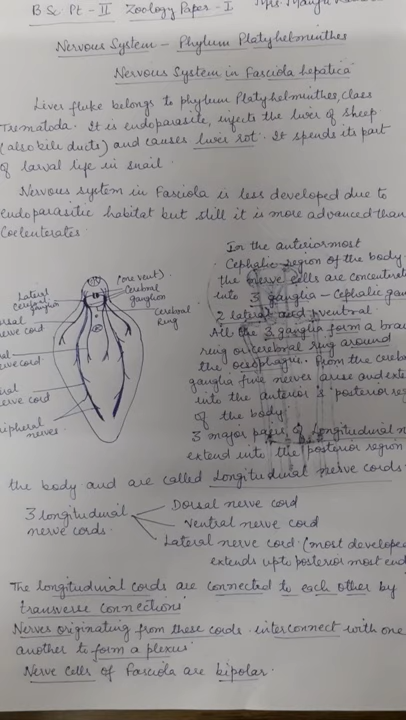 B Sc. Pt - II Zoology Paper - I Mrs.
Nervous System - Phylum Platyhelminthes
Nervous System in Fasciola hepatica
Liver fluke belongs to phylum Platyhelminthes, class
Trematoda. It is endoparasite, infects the liver of sheep
(also bile ducts) and causes liver rot. It spends its part
of larval life in snail.
Nervous system in Fasciola is less developed due to
endoparasitic habitat but still it is more advanced than
Coelenterates.
Lateral
cerebral
ganglion
nerve cord
nerve cord
nerve cord
nerves
(one vent)
Cerebral
ganglion
Cerebral
Ring
In the anteriormost
Cephalic region of the body
the nerve cells are
into 3 ganglia - Cephalic
2 lateral and 1 ventral.
All the 3 ganglia form a
ring or cerebral ring around
the oesophagus. From the
ganglia fine nerves arise and
into the anterior & posterior
of the body.
3 major pairs of Longitudinal
extend into the posterior region
the body and are called Longitudinal nerve cords.
3 longitudinal
nerve cords.
Dorsal nerve cord
Ventral nerve cord
Lateral nerve cord (most
extends upto posterior most end
The longitudinal cords are connected to each other by
transverse connections
Nerves originating from these cords interconnect with one
another to form a plexus
Nerve cells of Fasciola are bipolar.